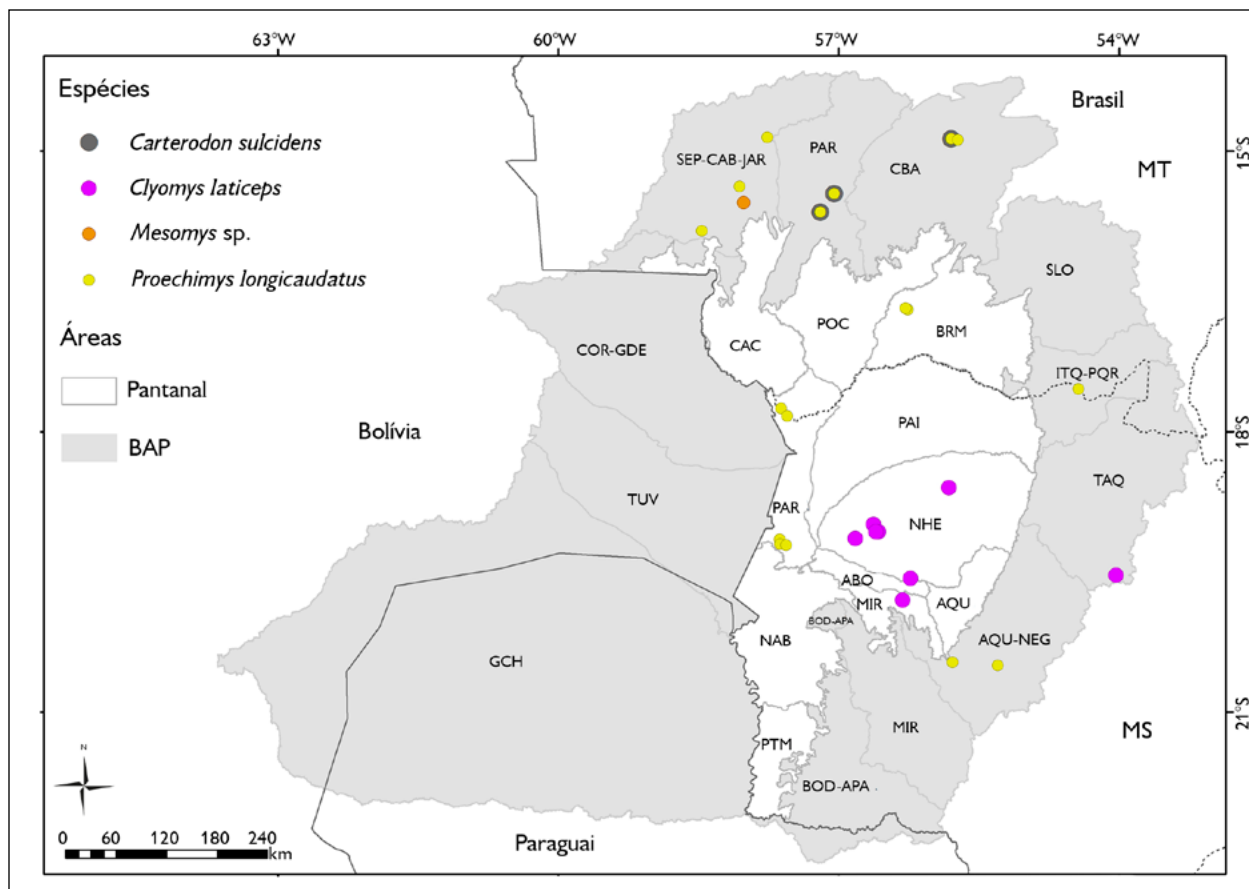 63°W 60°W 57°W 54°W
Espécies
Carterodon sulcidens
Clyomys laticeps
Mesomys sp.
Proechimys longicaudatus
Áreas
Pantanal
BAP
Brasil
MT
15°S
SEP-CAB-JAR
PAR
CBA
SLO
COR-GDE
CAC
POC
BRM
ITQ-PQR
Bolívia
PAI
18°S
TUV
PAR
NHE
TAQ
ABO
MIR
AQU
BOD-APA
AQU-NEG
NAB
GCH
21°S
MS
PTM
MIR
BOD-APA
N
0 60 120 180 240
km
Paraguai